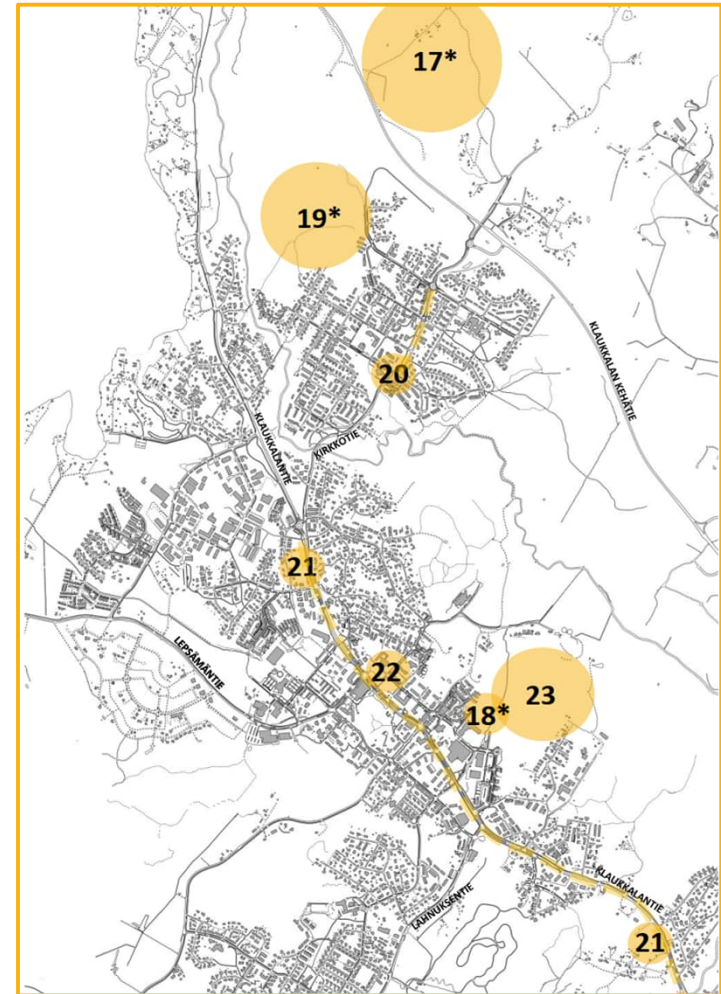 17*
19*
KLAUKKALAN KEHÄTIE
20
KLAUKKALANTIE
KIRKKOTIE
21
LEPSÄMÄNTIE
22
23
18*
KLAUKKALANTIE
LAHNUKSENTIE
21